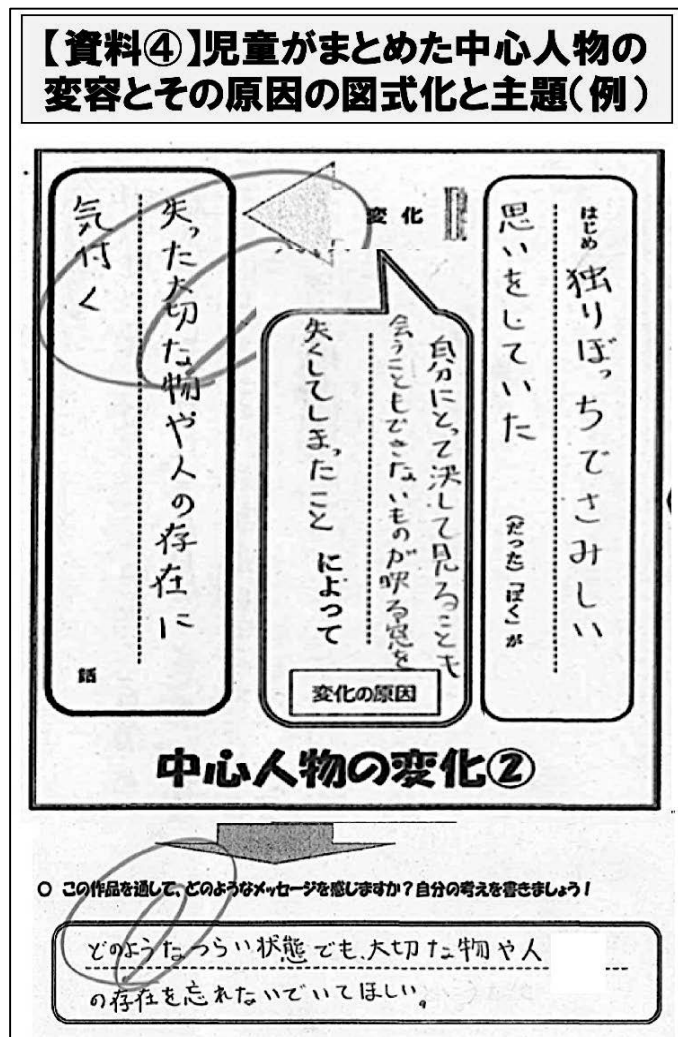 【資料④】児童がまとめた中心人物の
変容とその原因の図式化と主題(例)
はじめ 独りぼっちでさみしい
思いをしていた (だった)「ぼく」が
変化
自分にとって決して見ることも
会うこともできないものが映る窓を
失くしてしまったこと によって
変化の原因
失った大切な物や人の存在に
気付く 話
中心人物の変化②
○ この作品を通して、どのようなメッセージを感じますか?自分の考えを書きましょう!
どのようなつらい状態でも、大切な物や人
の存在を忘れないでいてほしい。